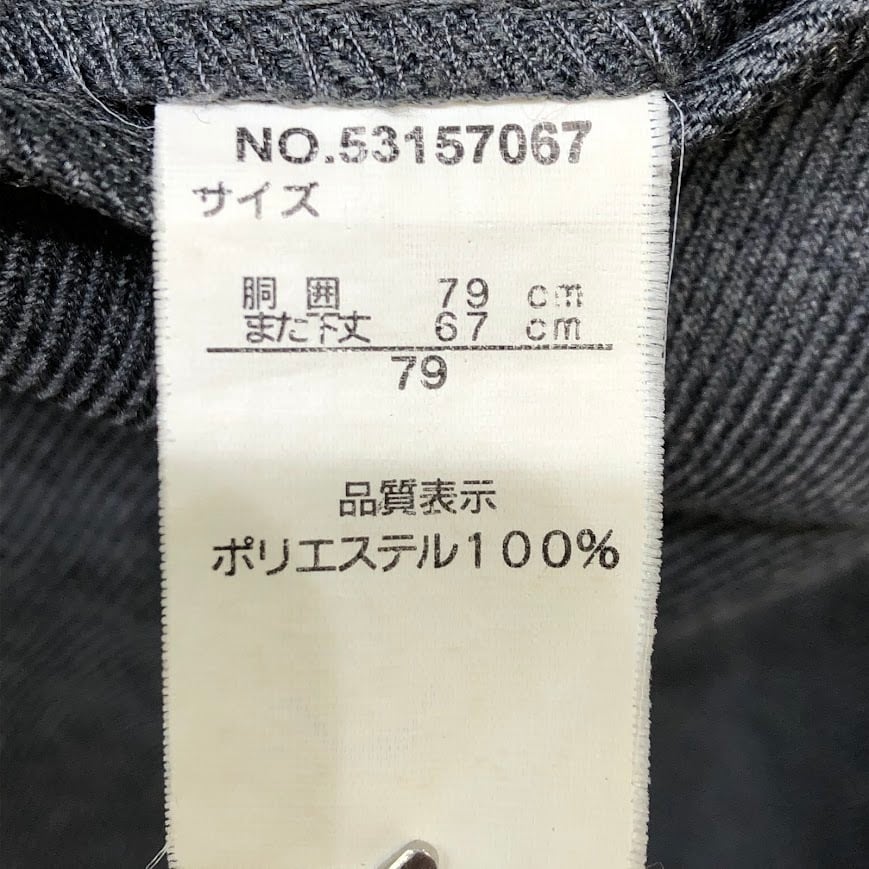 NO.53157067
サイズ
胴囲 79 cm
また下丈 67 cm
79
品質表示
ポリエステル100%